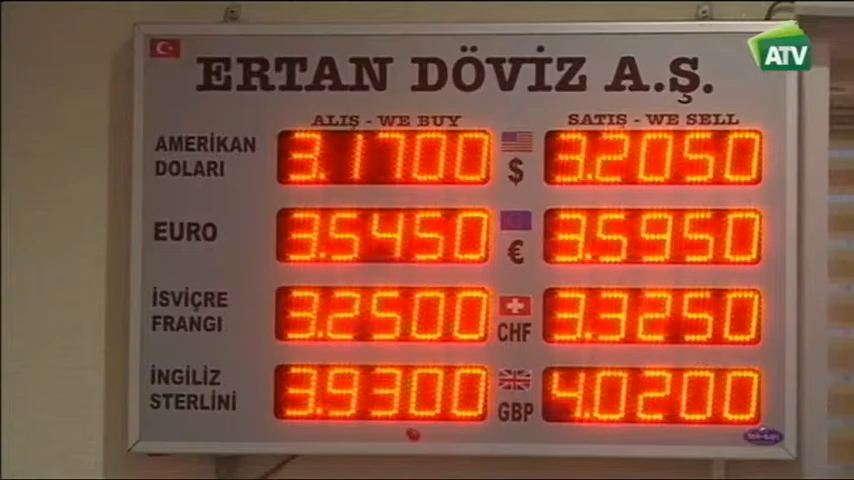 ATV
ERTAN DÖVİZ A.Ş.
ALIŞ - WE BUY SATIŞ - WE SELL
AMERİKAN DOLARI 3.1700 $ 3.2050
EURO 3.5450 € 3.5950
İSVİÇRE FRANGI 3.2500 CHF 3.3250
İNGİLİZ STERLİNİ 3.9300 GBP 4.0200